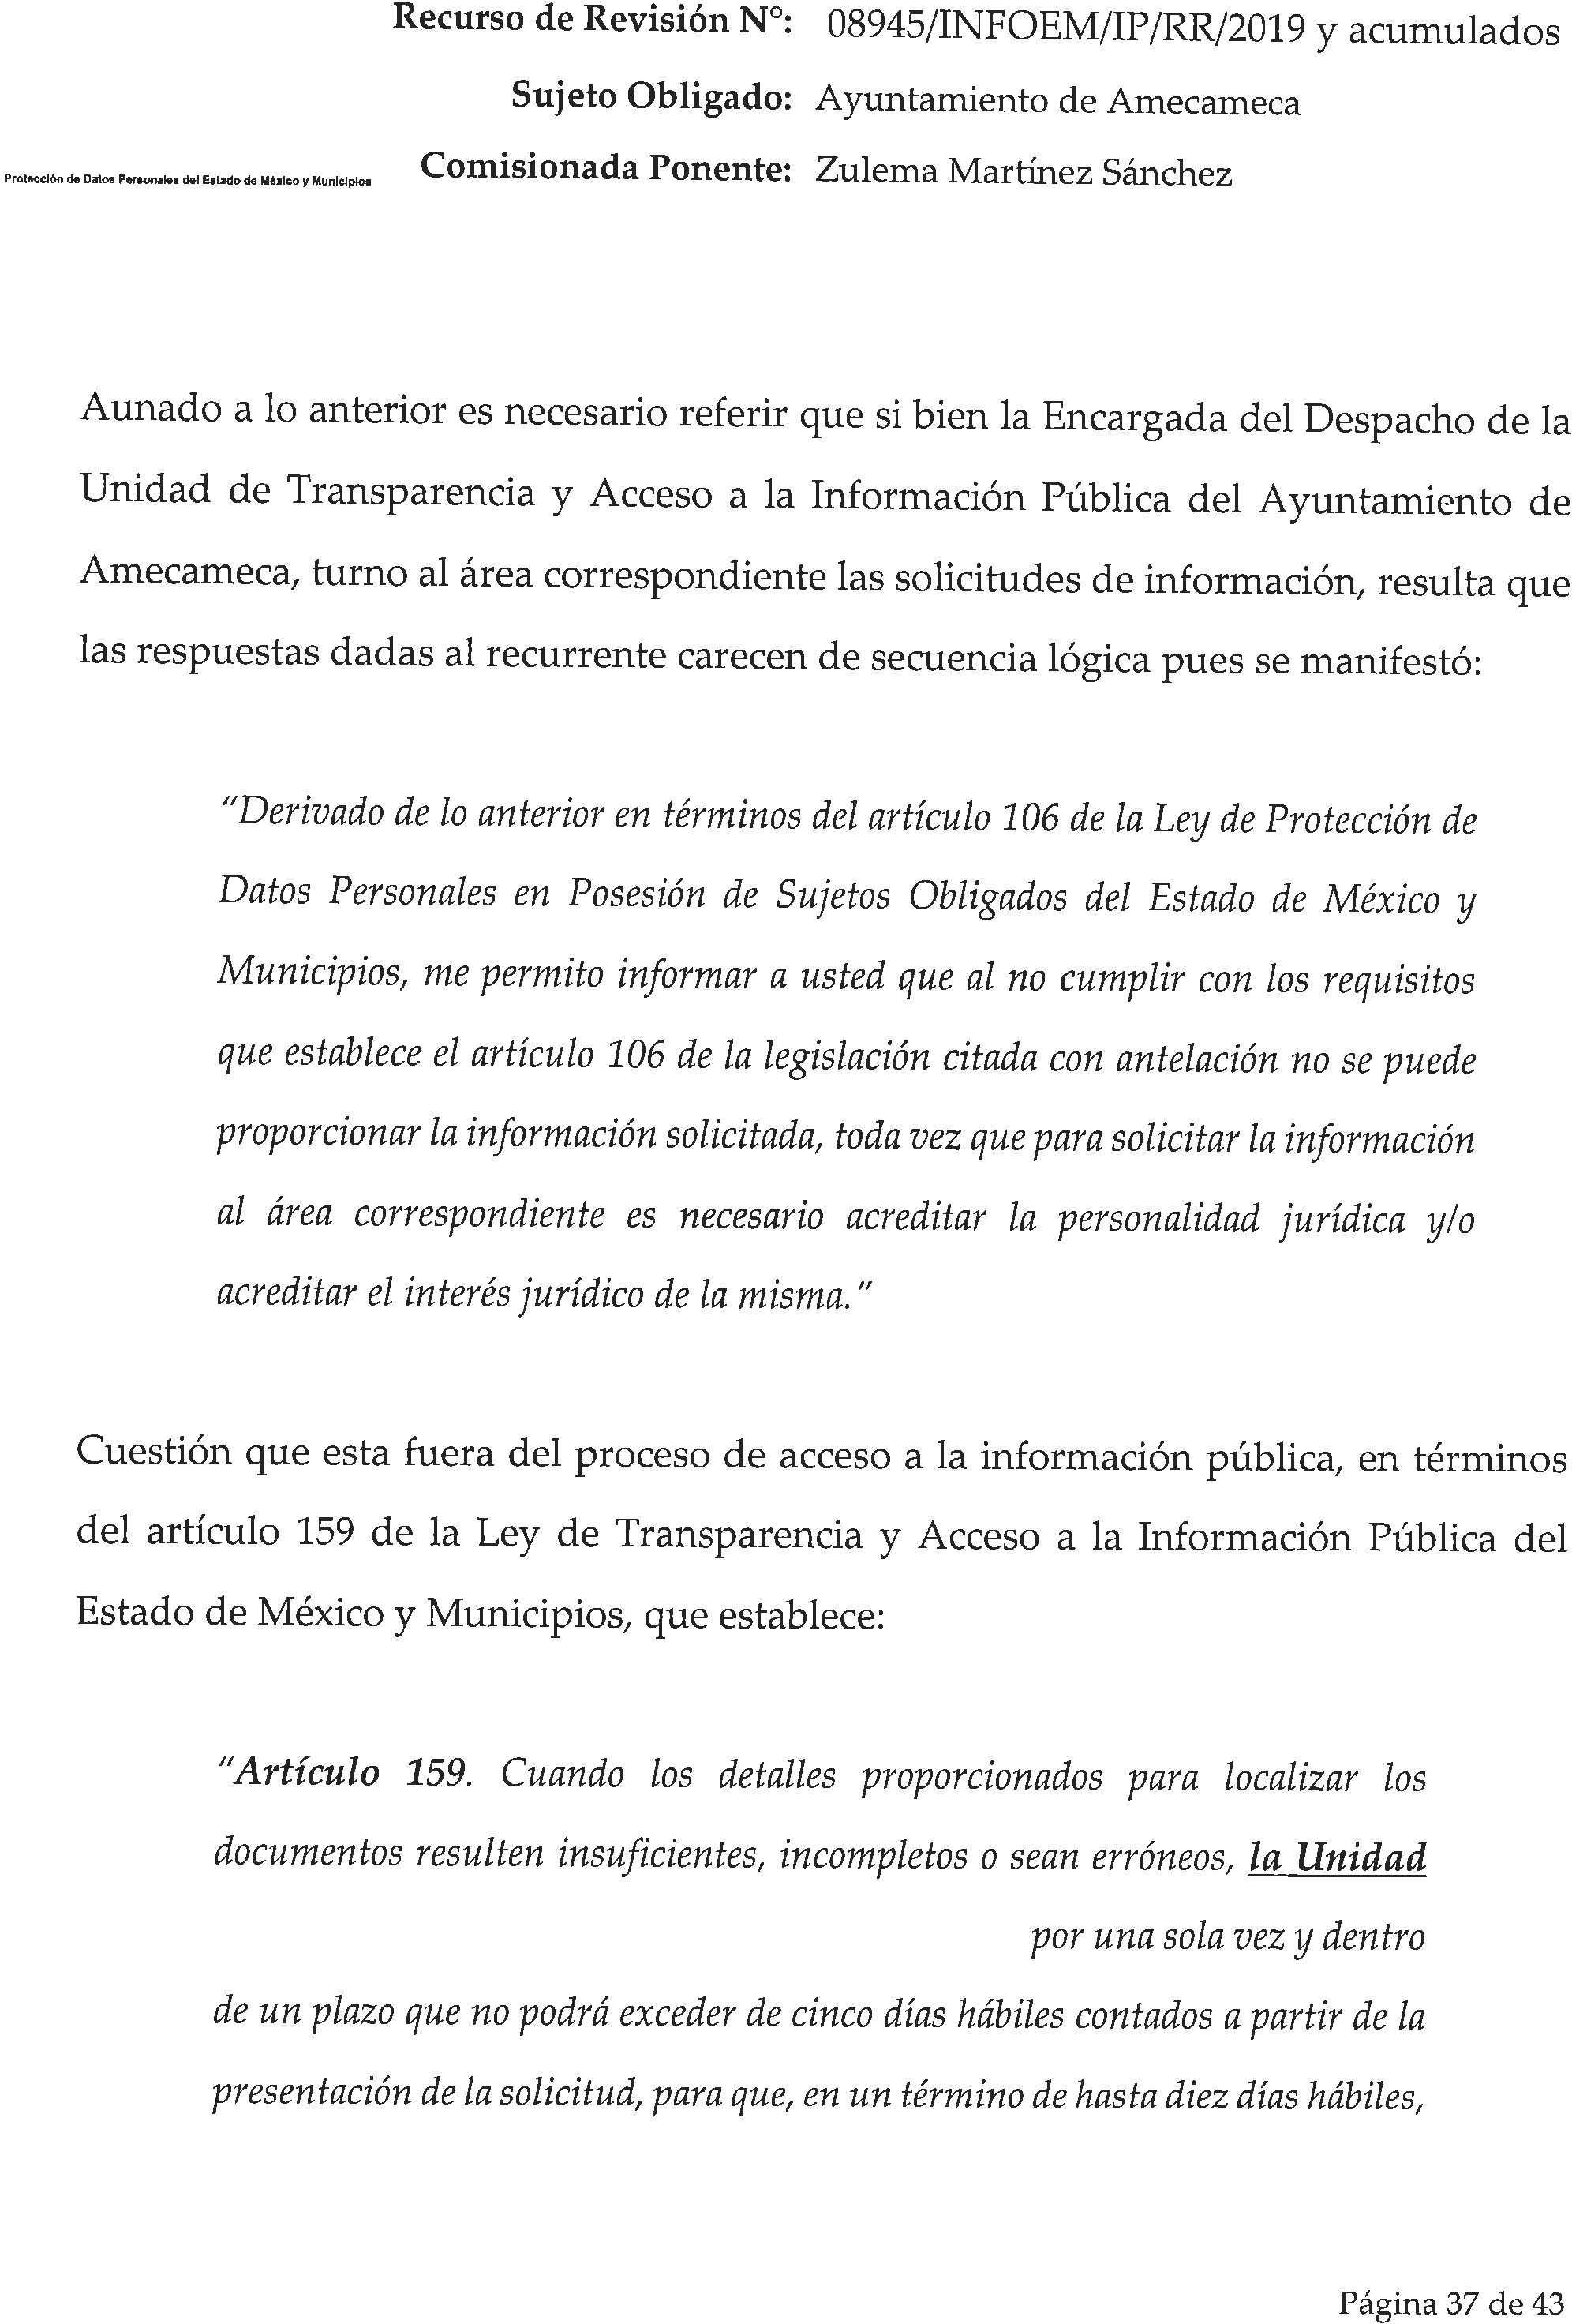 Recurso de Revisión Nº: 08945/INFOEM/IP/RR/2019 y acumulados
Sujeto Obligado: Ayuntamiento de Amecameca
Protección de Datos Personales del Estado de México y Municipios
Comisionada Ponente: Zulema Martínez Sánchez
Aunado a lo anterior es necesario referir que si bien la Encargada del Despacho de la
Unidad de Transparencia y Acceso a la Información Pública del Ayuntamiento de
Amecameca, turno al área correspondiente las solicitudes de información, resulta que
las respuestas dadas al recurrente carecen de secuencia lógica pues se manifestó:
"Derivado de lo anterior en términos del artículo 106 de la Ley de Protección de
Datos Personales en Posesión de Sujetos Obligados del Estado de México y
Municipios, me permito informar a usted que al no cumplir con los requisitos
que establece el artículo 106 de la legislación citada con antelación no se puede
proporcionar la información solicitada, toda vez que para solicitar la información
al área correspondiente es necesario acreditar la personalidad jurídica y/o
acreditar el interés jurídico de la misma."
Cuestión que esta fuera del proceso de acceso a la información pública, en términos
del artículo 159 de la Ley de Transparencia y Acceso a la Información Pública del
Estado de México y Municipios, que establece:
"Artículo 159. Cuando los detalles proporcionados para localizar los
documentos resulten insuficientes, incompletos o sean erróneos, la Unidad
por una sola vez y dentro
de un plazo que no podrá exceder de cinco días hábiles contados a partir de la
presentación de la solicitud, para que, en un término de hasta diez días hábiles,
Página 37 de 43